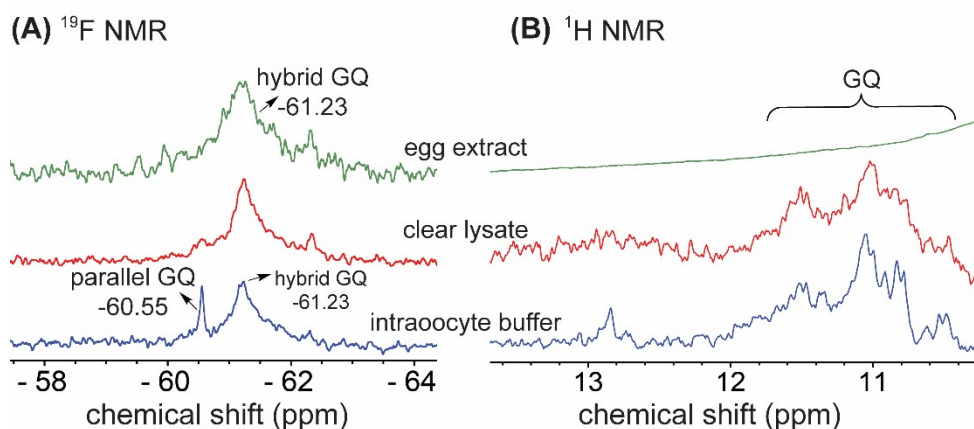 (A) ¹⁹F NMR
hybrid GQ
-61.23
egg extract
clear lysate
parallel GQ
-60.55
hybrid GQ
-61.23
intraoocyte buffer
- 58 - 60 - 62 - 64
chemical shift (ppm)
(B) ¹H NMR
GQ
13 12 11
chemical shift (ppm)